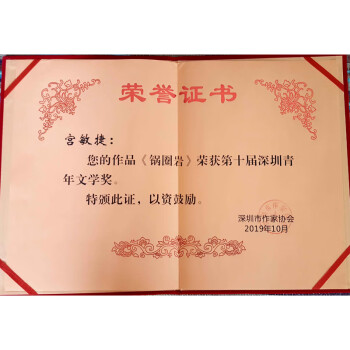 荣誉证书
宫敏捷：
您的作品《锅圈岩》荣获第十届深圳青
年文学奖。
特颁此证，以资鼓励。
深圳市作家协会
2019年10月